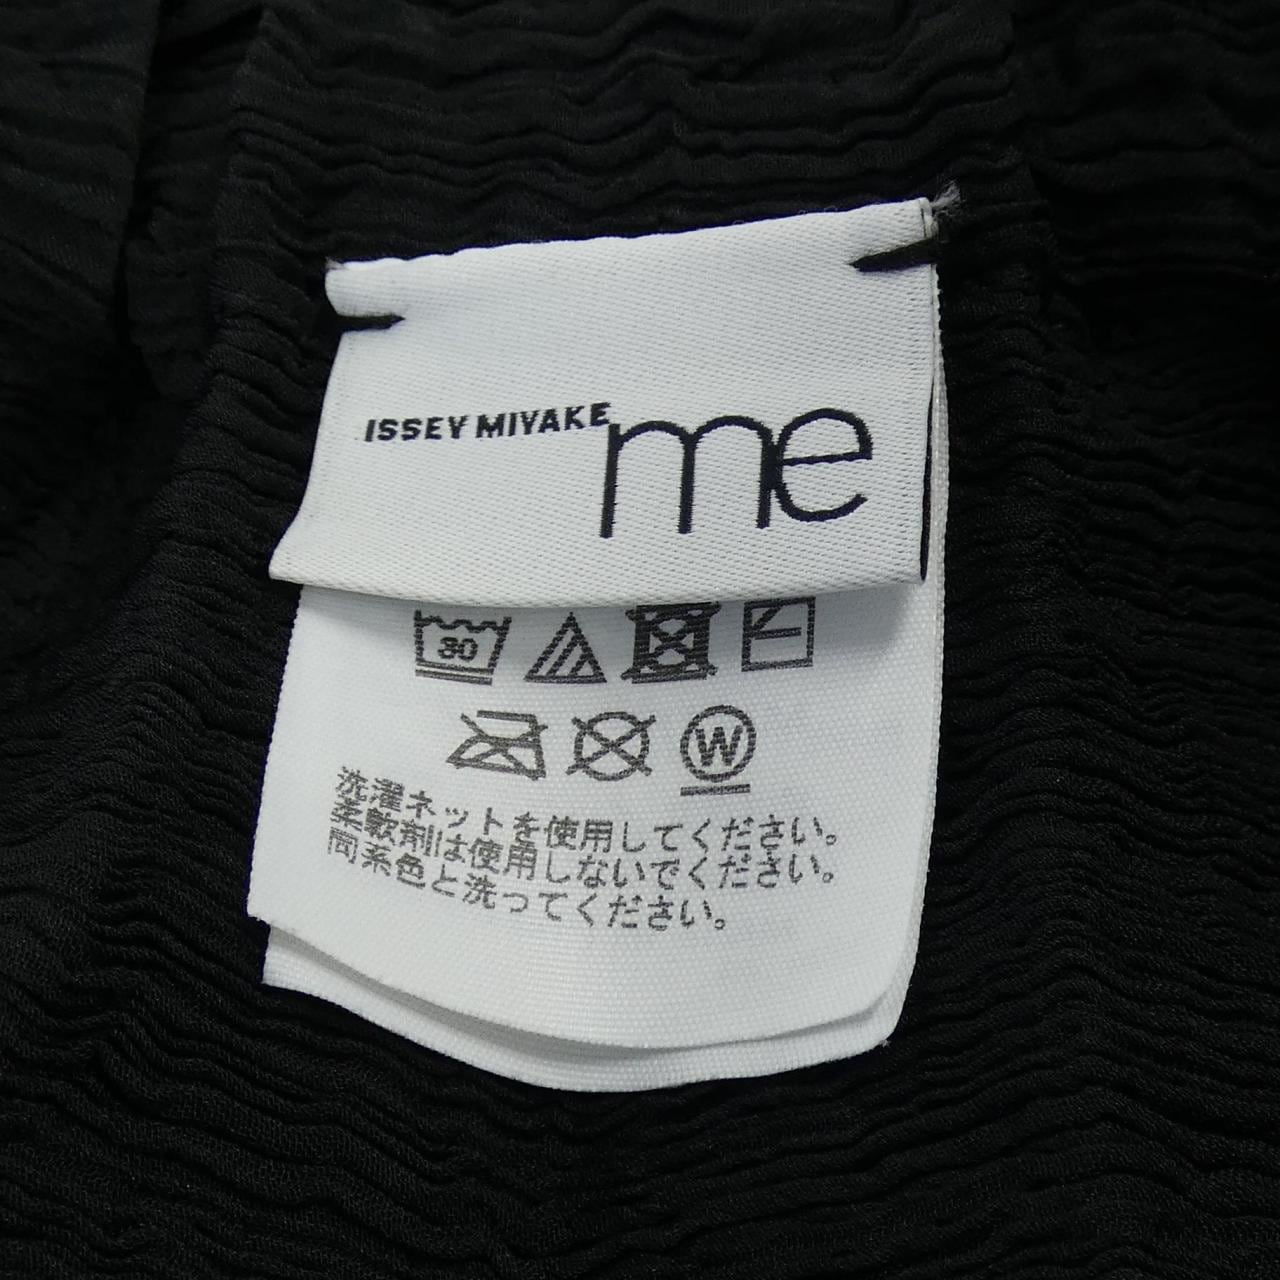 ISSEY MIYAKE me
30
W
洗濯ネットを使用してください。
柔軟剤は使用しないでください。
同系色と洗ってください。